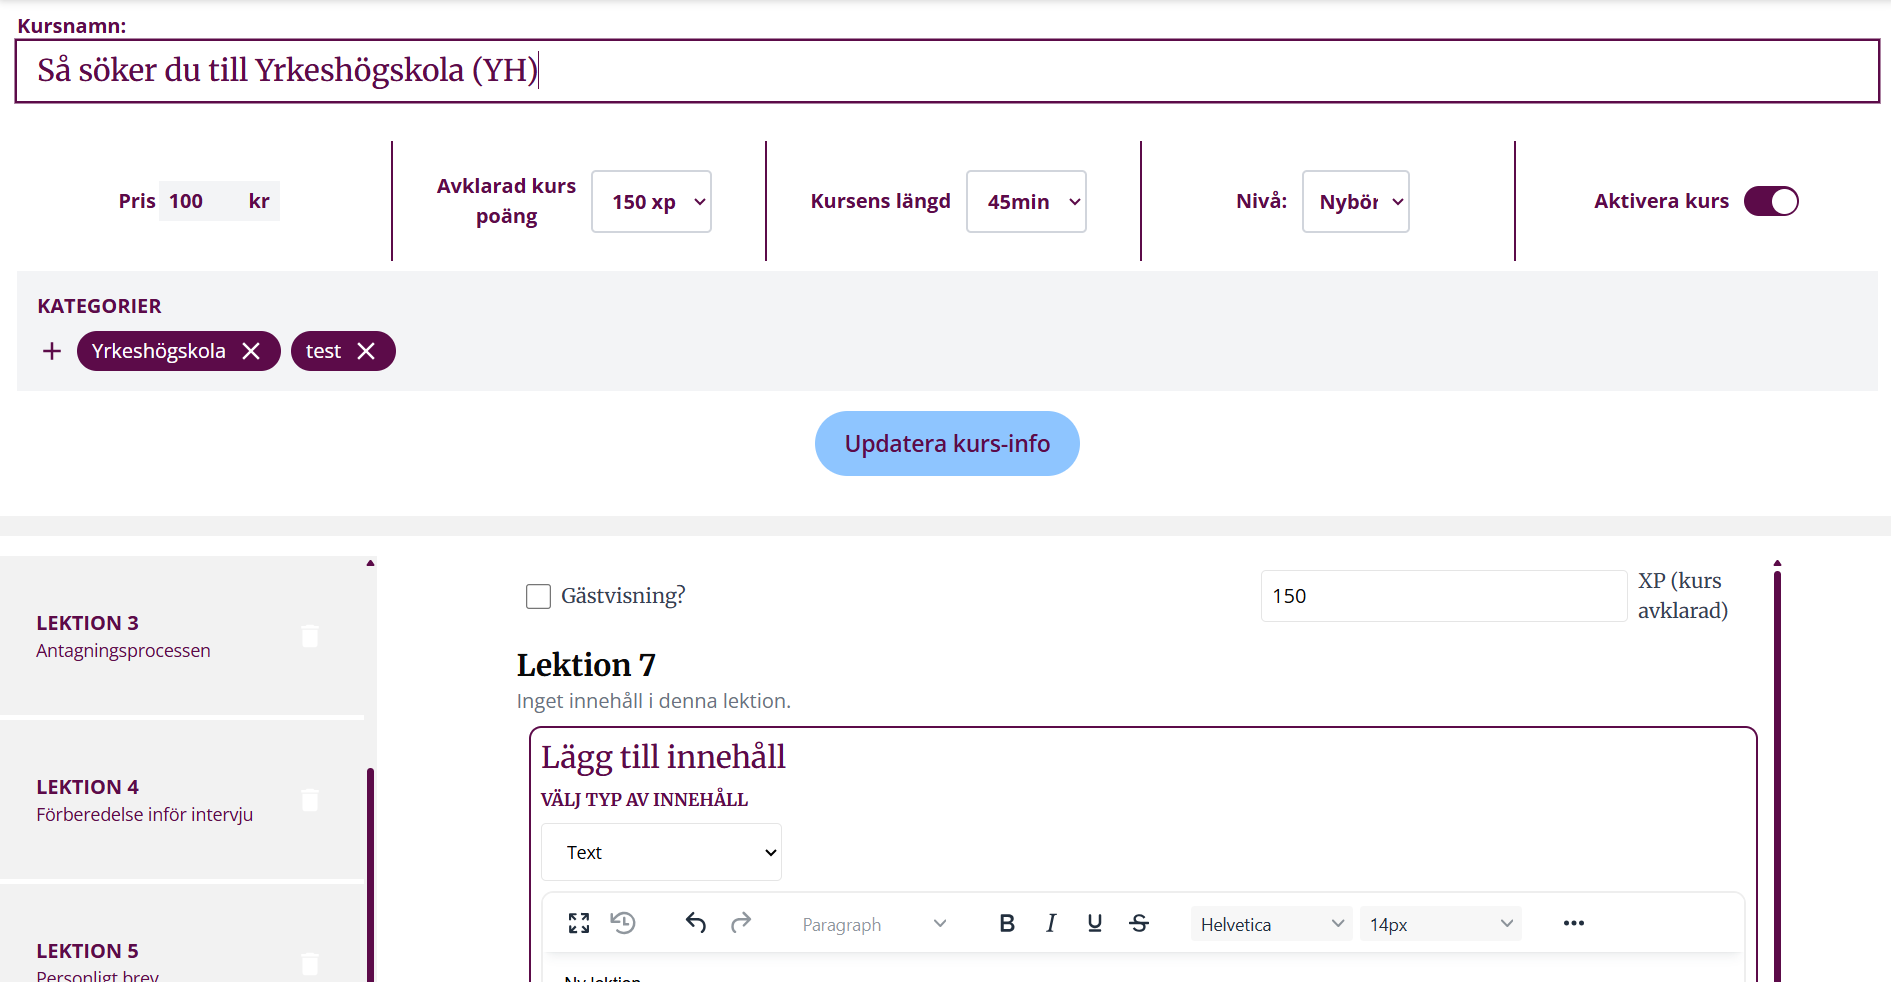 Kursnamn:
Så söker du till Yrkeshögskola (YH)
Pris 100 kr
Avklarad kurs
poäng
150 xp
Kursens längd
45min
Nivå:
Nybör
Aktivera kurs
KATEGORIER
Yrkeshögskola
test
Updatera kurs-info
LEKTION 3
Antagningsprocessen
LEKTION 4
Förberedelse inför intervju
LEKTION 5
Personligt brev
Gästvisning?
150
XP (kurs
avklarad)
Lektion 7
Inget innehåll i denna lektion.
Lägg till innehåll
VÄLJ TYP AV INNEHÅLL
Text
Paragraph
B I U S
Helvetica
14px
Ny lektion